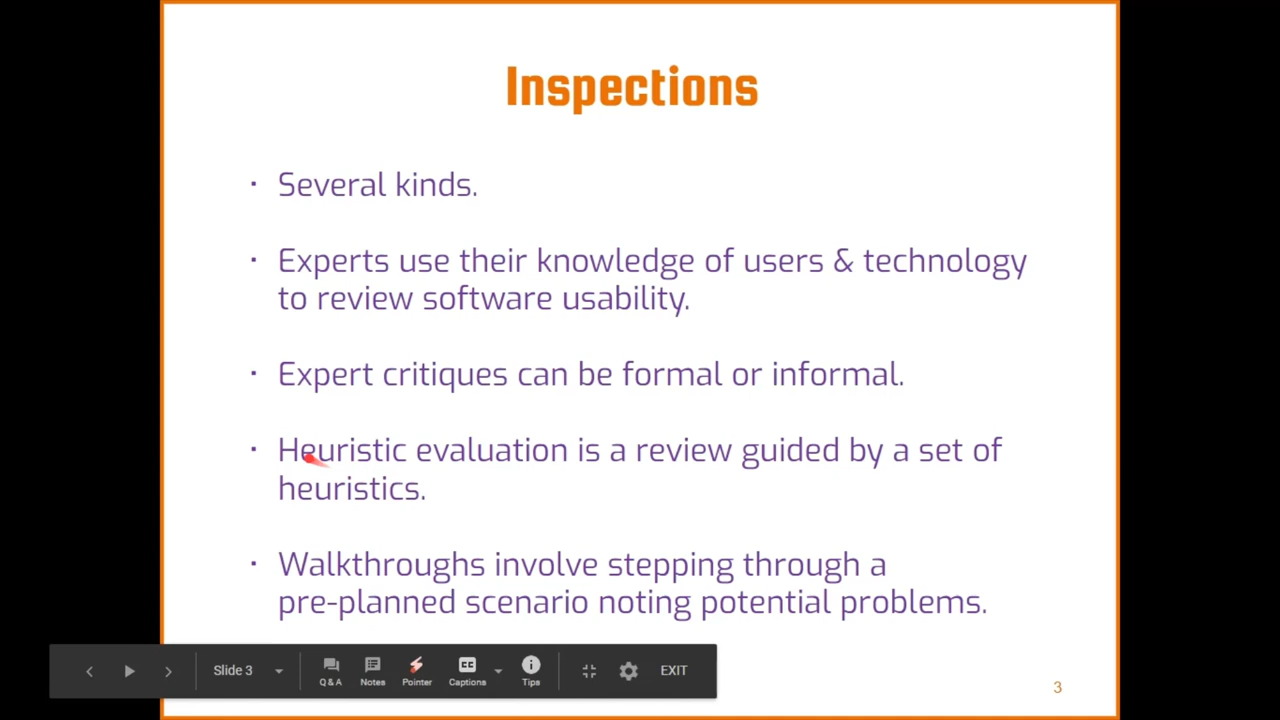 Inspections
· Several kinds.
· Experts use their knowledge of users & technology
to review software usability.
· Expert critiques can be formal or informal.
· Heuristic evaluation is a review guided by a set of
heuristics.
· Walkthroughs involve stepping through a
pre-planned scenario noting potential problems.
Slide 3 Q & A Notes Pointer CC Captions Tips EXIT
3